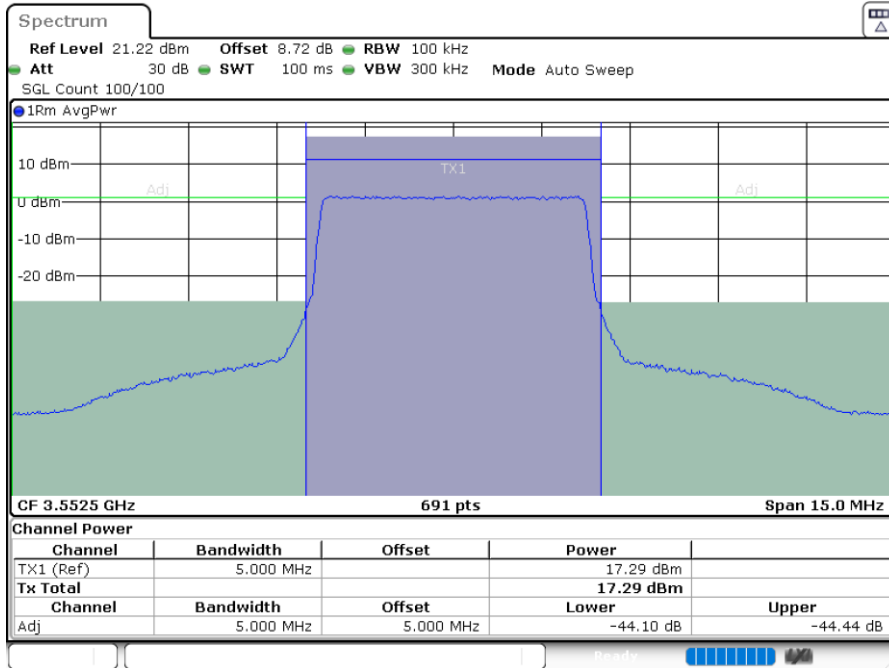 Spectrum
Ref Level 21.22 dBm Offset 8.72 dB RBW 100 kHz
Att 30 dB SWT 100 ms VBW 300 kHz Mode Auto Sweep
SGL Count 100/100
1Rm AvgPwr
10 dBm
TX1
Adj Adj
0 dBm
-10 dBm
-20 dBm
CF 3.5525 GHz 691 pts Span 15.0 MHz
Channel Power
Channel Bandwidth Offset Power
TX1 (Ref) 5.000 MHz 17.29 dBm
Tx Total 17.29 dBm
Channel Bandwidth Offset Lower Upper
Adj 5.000 MHz 5.000 MHz -44.10 dB -44.44 dB
Ready